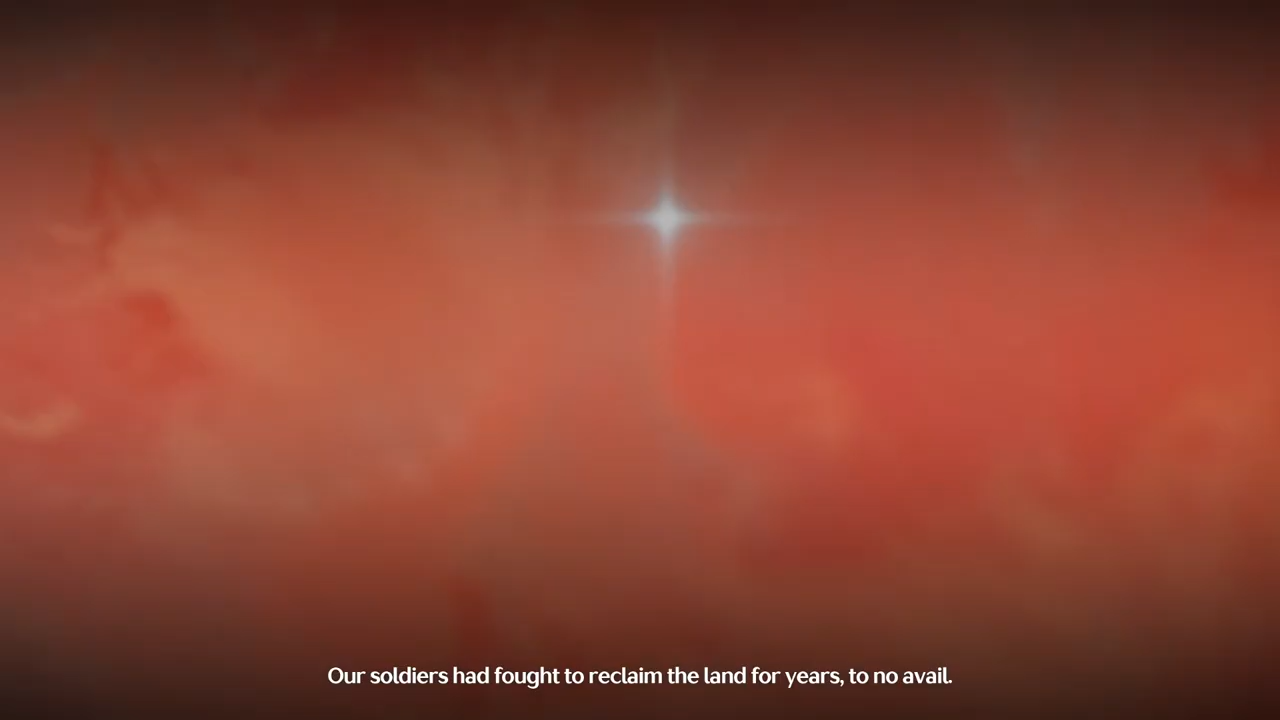 Our soldiers had fought to reclaim the land for years, to no avail.